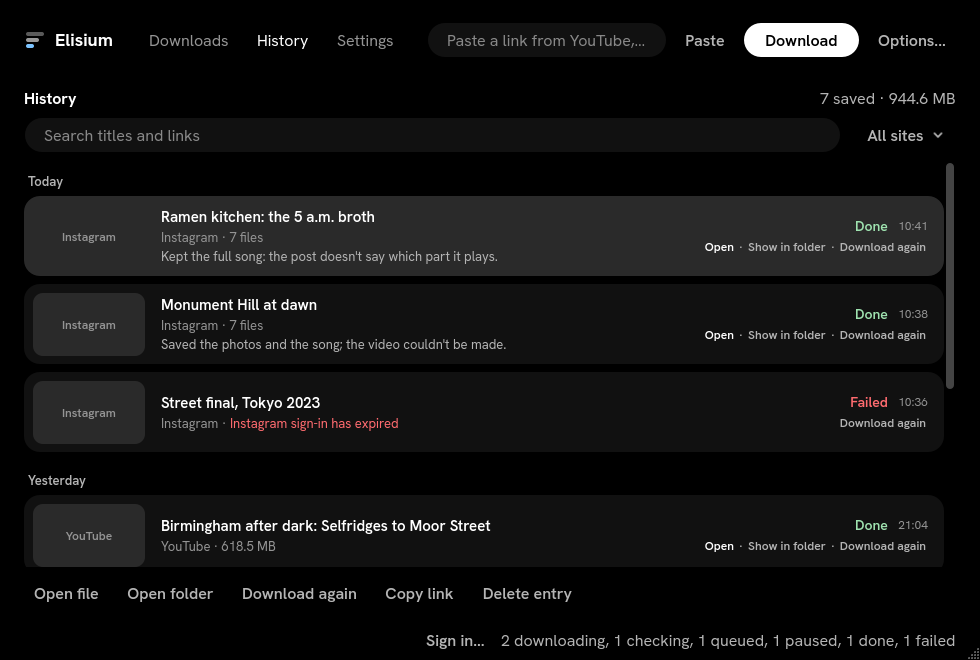 Elisium Downloads History Settings Paste a link from YouTube,... Paste Download Options...
History 7 saved · 944.6 MB
Search titles and links All sites
Today
Ramen kitchen: the 5 a.m. broth
Instagram Instagram · 7 files Done 10:41
Kept the full song: the post doesn't say which part it plays. Open · Show in folder · Download again
Monument Hill at dawn
Instagram Instagram · 7 files Done 10:38
Saved the photos and the song; the video couldn't be made. Open · Show in folder · Download again
Street final, Tokyo 2023 Failed 10:36
Instagram Instagram · Instagram sign-in has expired Download again
Yesterday
Birmingham after dark: Selfridges to Moor Street Done 21:04
YouTube YouTube · 618.5 MB Open · Show in folder · Download again
Open file Open folder Download again Copy link Delete entry
Sign in... 2 downloading, 1 checking, 1 queued, 1 paused, 1 done, 1 failed